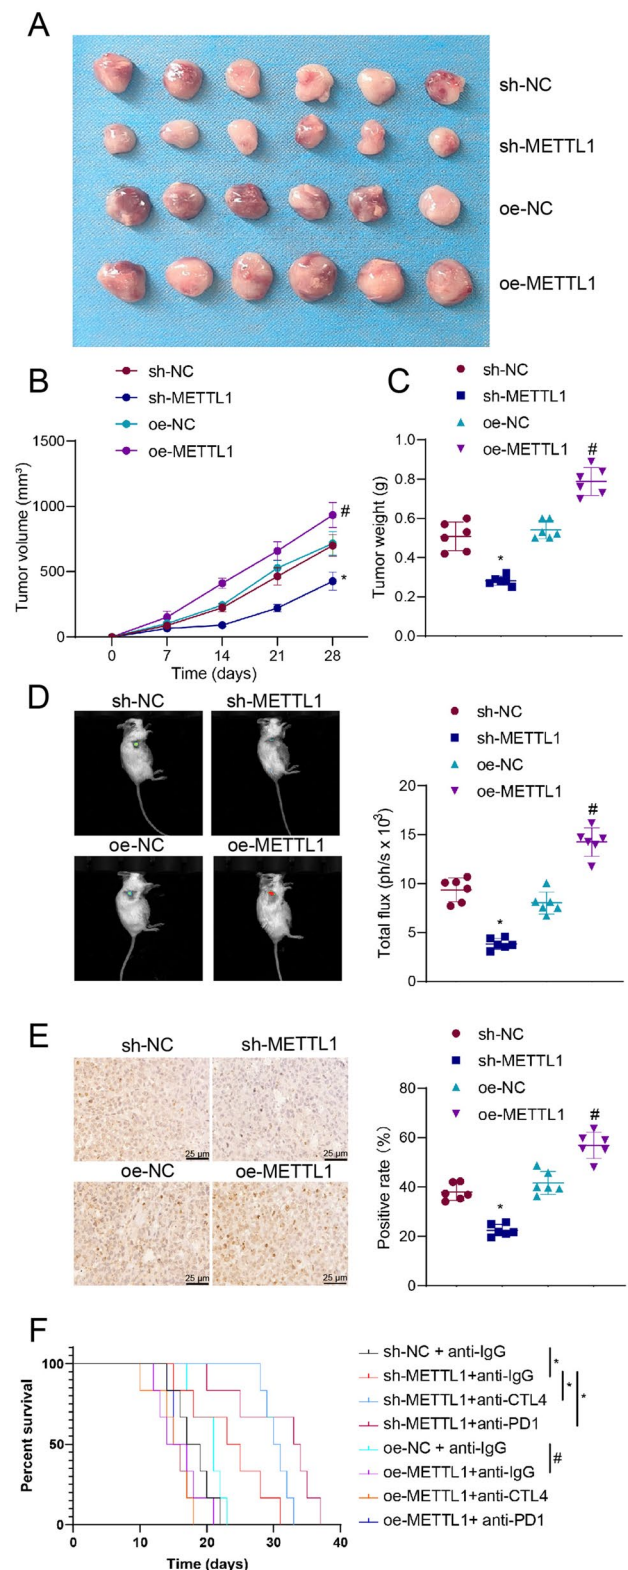 A
sh-NC
sh-METTL1
oe-NC
oe-METTL1
B
sh-NC
sh-METTL1
oe-NC
oe-METTL1
1500
1000
500
0
Tumor volume (mm³)
#
*
0 7 14 21 28
Time (days)
C
sh-NC
sh-METTL1
oe-NC
oe-METTL1
1.0
0.8
0.6
0.4
0.2
0.0
Tumor weight (g)
*
#
D
sh-NC sh-METTL1
oe-NC oe-METTL1
sh-NC
sh-METTL1
oe-NC
oe-METTL1
20
15
10
5
0
Total flux (ph/s x 10³)
*
#
E
sh-NC sh-METTL1
25 µm 25 µm
oe-NC oe-METTL1
25 µm 25 µm
sh-NC
sh-METTL1
oe-NC
oe-METTL1
80
60
40
20
0
Positive rate (%)
*
#
F
100
50
0
Percent survival
0 10 20 30 40
Time (days)
sh-NC + anti-IgG
sh-METTL1+anti-IgG
sh-METTL1+anti-CTL4
sh-METTL1+anti-PD1
oe-NC + anti-IgG
oe-METTL1+anti-IgG
oe-METTL1+anti-CTL4
oe-METTL1+ anti-PD1
*
*
*
#